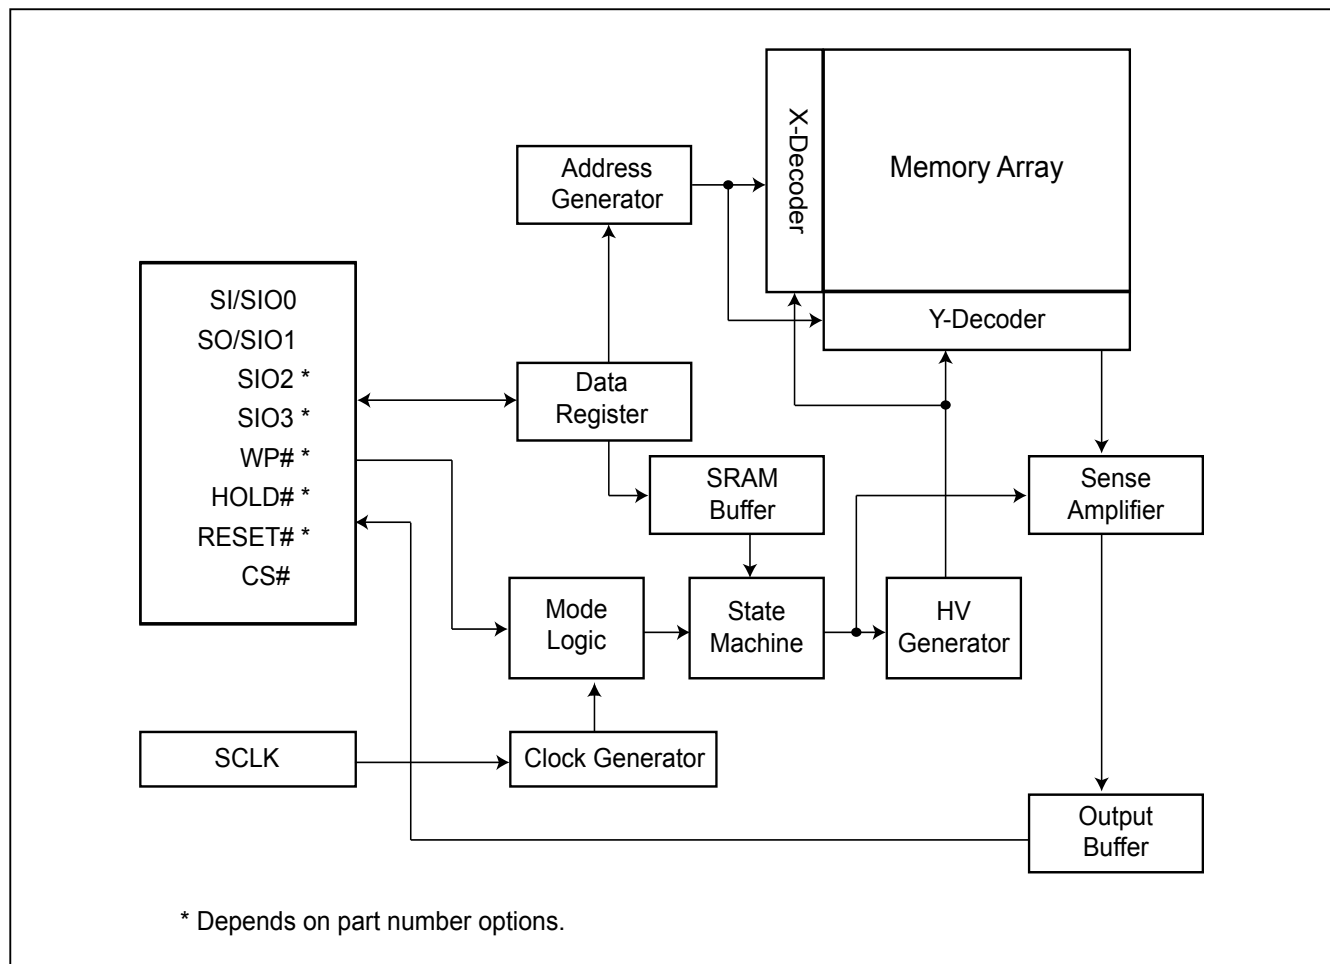 X-Decoder
Memory Array
Address
Generator
Y-Decoder
SI/SIO0
SO/SIO1
SIO2 *
SIO3 *
WP# *
HOLD# *
RESET# *
CS#
Data
Register
SRAM
Buffer
Sense
Amplifier
Mode
Logic
State
Machine
HV
Generator
SCLK
Clock Generator
Output
Buffer
* Depends on part number options.